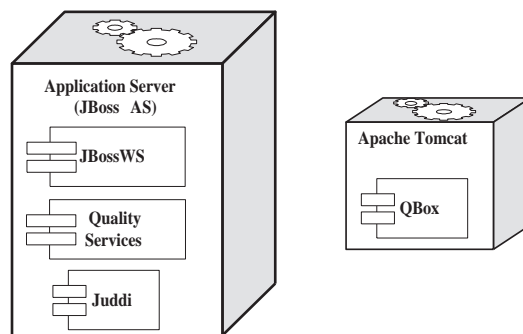 Application Server
(JBoss AS)
JBossWS
Quality
Services
Juddi
Apache Tomcat
QBox